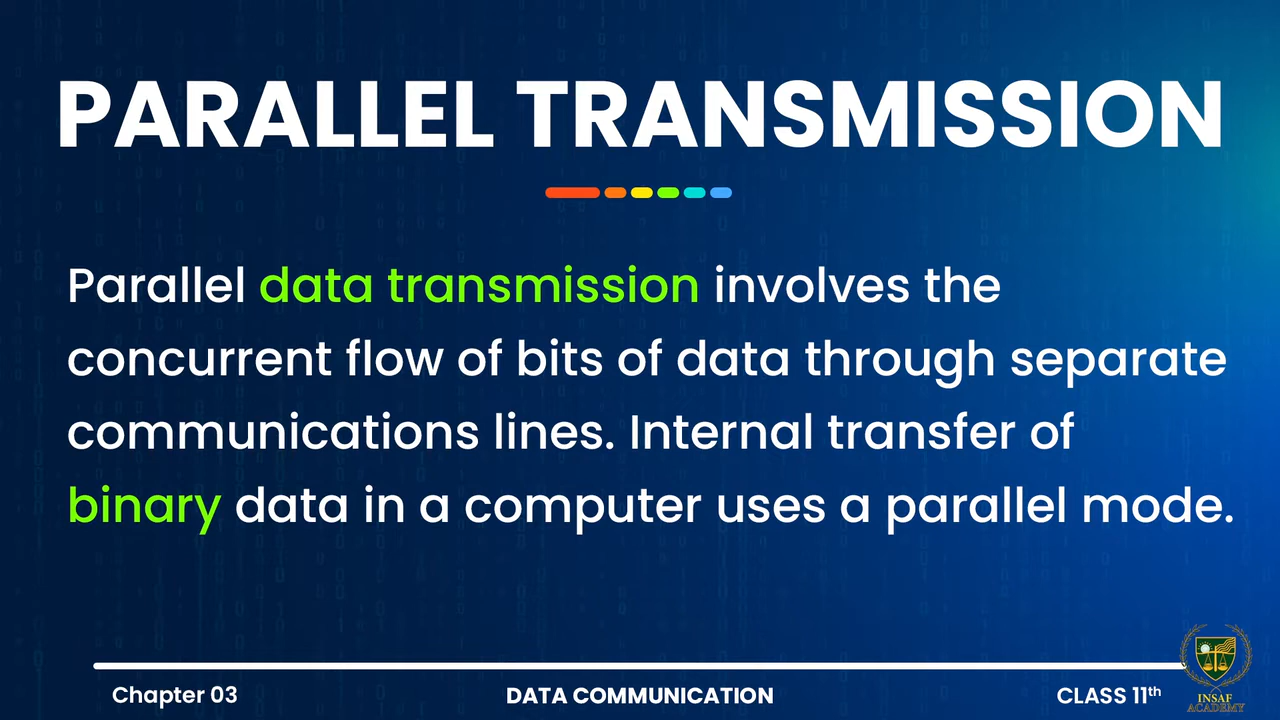 PARALLEL TRANSMISSION
Parallel data transmission involves the
concurrent flow of bits of data through separate
communications lines. Internal transfer of
binary data in a computer uses a parallel mode.
Chapter 03
DATA COMMUNICATION
CLASS 11th
INSAF
ACADEMY